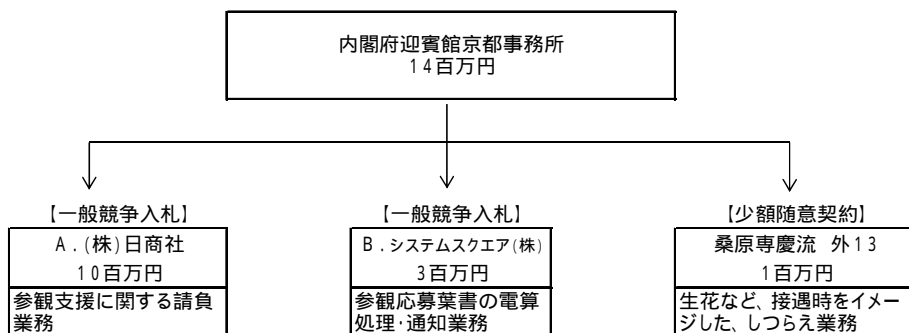 内閣府迎賓館京都事務所
14百万円
【一般競争入札】
A．(株)日商社
10百万円
参観支援に関する請負
業務
【一般競争入札】
B．システムスクエア(株)
3百万円
参観応募葉書の電算
処理・通知業務
【少額随意契約】
桑原専慶流 外13
1百万円
生花など、接遇時をイメー
ジした、しつらえ業務